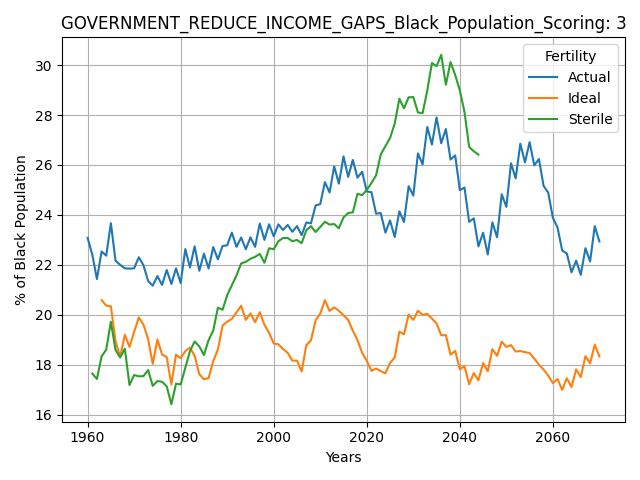 GOVERNMENT_REDUCE_INCOME_GAPS_Black_Population_Scoring: 3
Fertility
Actual
Ideal
Sterile
% of Black Population
30
28
26
24
22
20
18
16
1960
1980
2000
2020
2040
2060
Years